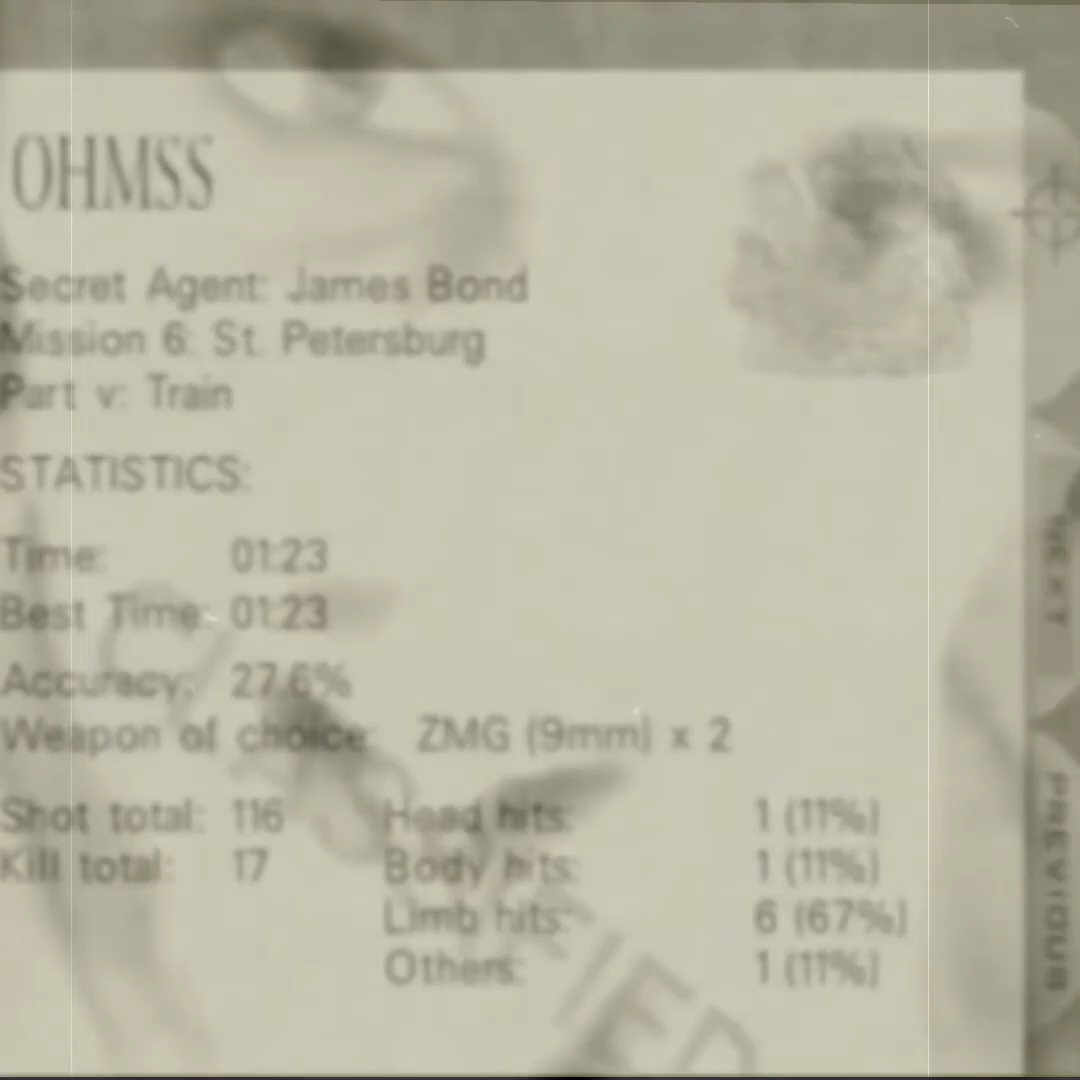 OHMSS
Secret Agent: James Bond
Mission 6: St. Petersburg
Part v: Train
STATISTICS:
Time: 01:23
Best Time: 01:23
Accuracy: 27.6%
Weapon of choice: ZMG (9mm) x 2
Shot total: 116 Head hits: 1 (11%)
Kill total: 17 Body hits: 1 (11%)
Limb hits: 6 (67%)
Others: 1 (11%)
CLASSIFIED
NEXT
PREVIOUS